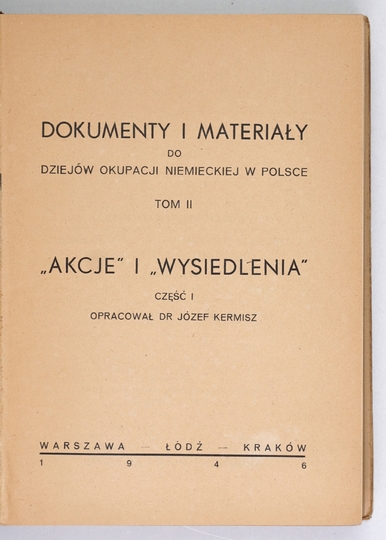 DOKUMENTY I MATERIAŁY
DO
DZIEJÓW OKUPACJI NIEMIECKIEJ W POLSCE
TOM II
„AKCJE” I „WYSIEDLENIA”
CZĘŚĆ I
OPRACOWAŁ DR JÓZEF KERMISZ
WARSZAWA — ŁÓDŹ — KRAKÓW
1 9 4 6